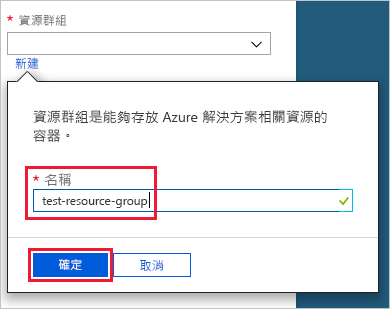 * 資源群組
新建
資源群組是能夠存放 Azure 解決方案相關資源的
容器。
* 名稱
test-resource-group
確定
取消